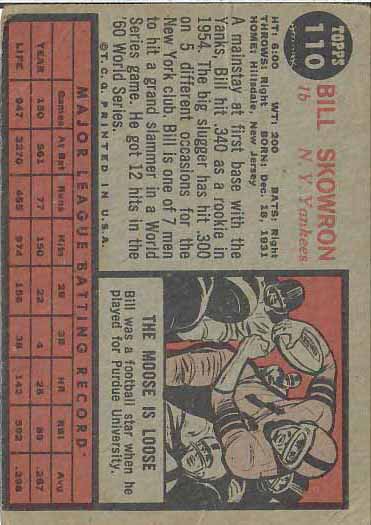 TOPPS
110
BILL SKOWRON
1b N. Y. Yankees
HT: 6:00 WT: 200 BATS: Right
THROWS: Right BORN: Dec. 18, 1931
HOME: Hillsdale, New Jersey
A mainstay at first base with the
Yanks, Bill hit .340 as a rookie in
1954. The big slugger has hit .300
on 5 different occasions for the
New York club. Bill is one of 7 men
to hit a grand slammer in a World
Series game. He got 12 hits in the
'60 World Series.
© T.C.G. PRINTED IN U.S.A.
THE MOOSE IS LOOSE
Bill was a football star when he
played for Purdue University.
MAJOR LEAGUE BATTING RECORD
Games At Bat Runs Hits 2B 3B HR RBI Avg
YEAR 150 561 77 150 22 4 28 89 .267
LIFE 947 3270 455 974 156 38 142 592 .298